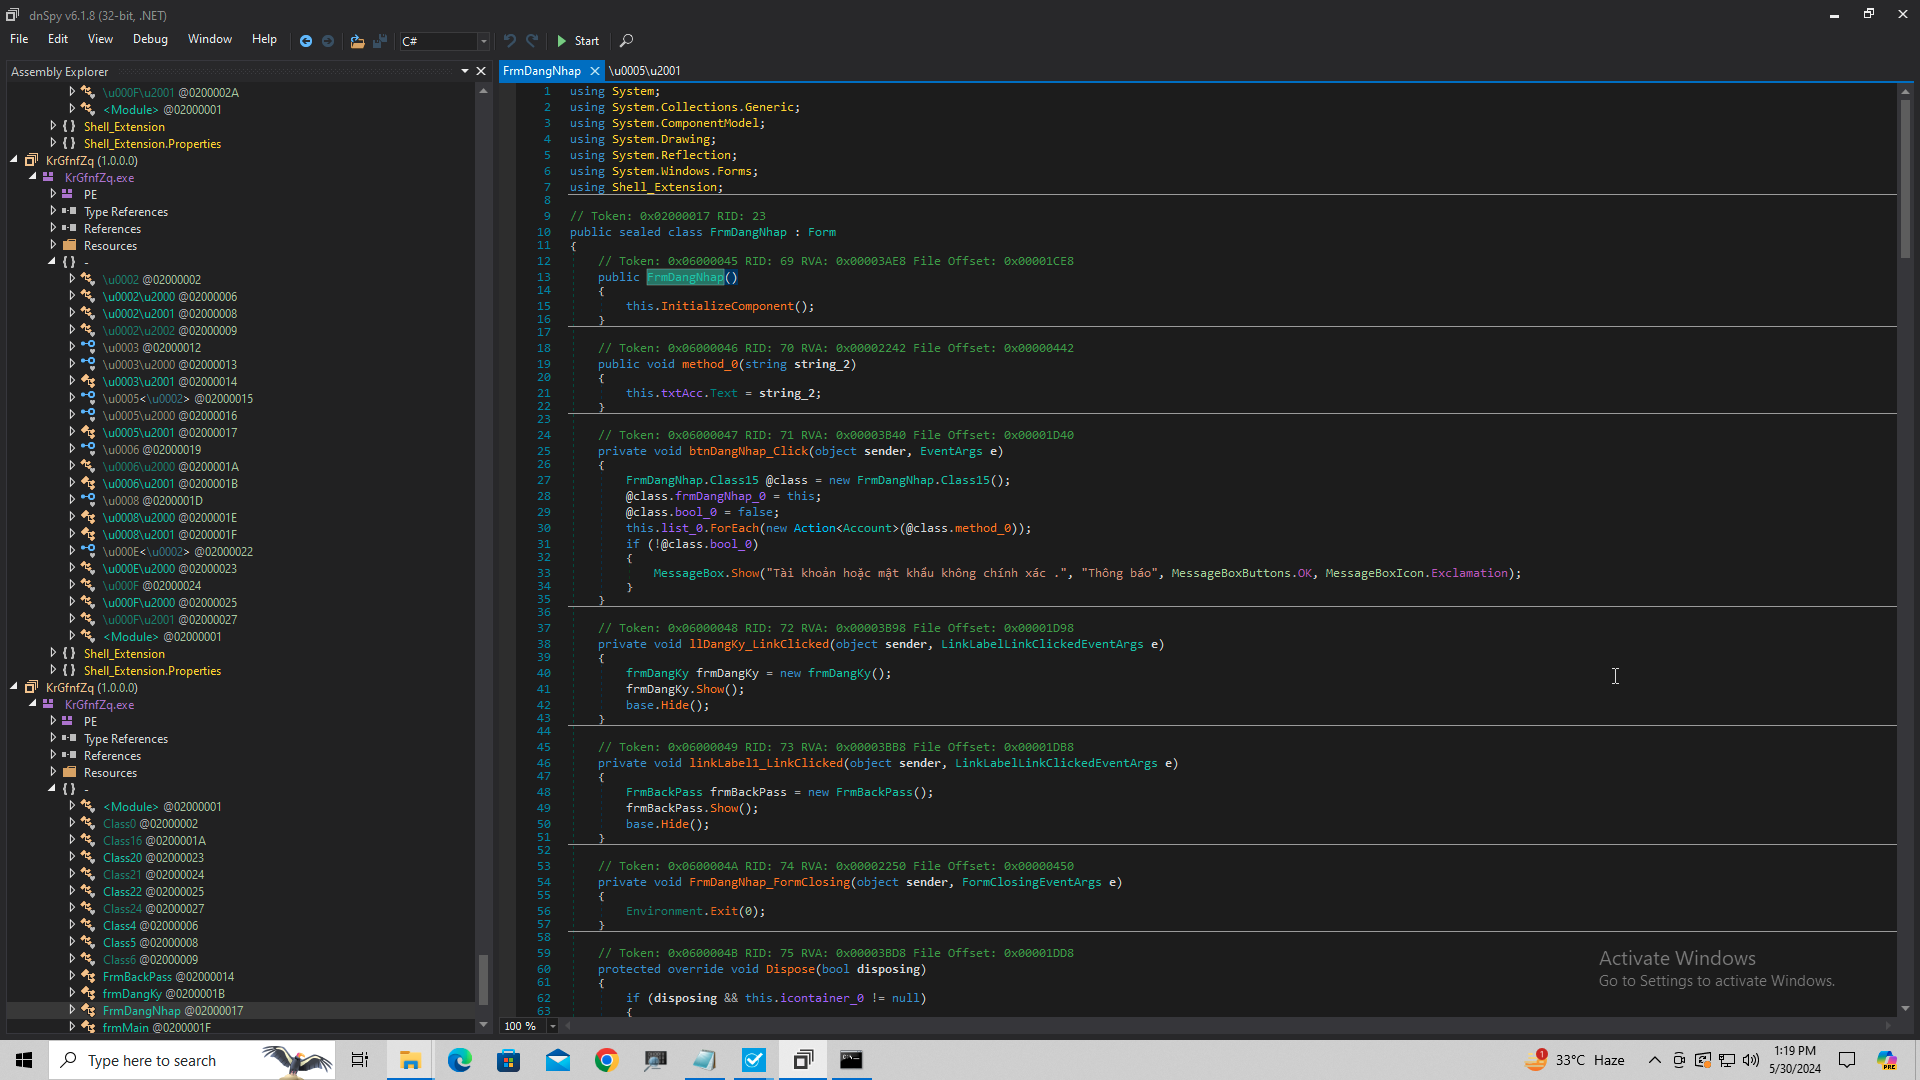 dnSpy v6.1.8 (32-bit, .NET)
File Edit View Debug Window Help C# Start
Assembly Explorer
\u000F\u2001 @0200002A
<Module> @02000001
{ } Shell_Extension
{ } Shell_Extension.Properties
KrGfnfZq (1.0.0.0)
KrGfnfZq.exe
PE
Type References
References
Resources
{ } -
\u0002 @02000002
\u0002\u2000 @02000006
\u0002\u2001 @02000008
\u0002\u2002 @02000009
\u0003 @02000012
\u0003\u2000 @02000013
\u0003\u2001 @02000014
\u0005<\u0002> @02000015
\u0005\u2000 @02000016
\u0005\u2001 @02000017
\u0006 @02000019
\u0006\u2000 @0200001A
\u0006\u2001 @0200001B
\u0008 @0200001D
\u0008\u2000 @0200001E
\u0008\u2001 @0200001F
\u000E<\u0002> @02000022
\u000E\u2000 @02000023
\u000F @02000024
\u000F\u2000 @02000025
\u000F\u2001 @02000027
<Module> @02000001
{ } Shell_Extension
{ } Shell_Extension.Properties
KrGfnfZq (1.0.0.0)
KrGfnfZq.exe
PE
Type References
References
Resources
{ } -
<Module> @02000001
Class0 @02000002
Class16 @0200001A
Class20 @02000023
Class21 @02000024
Class22 @02000025
Class24 @02000027
Class4 @02000006
Class5 @02000008
Class6 @02000009
FrmBackPass @02000014
frmDangKy @0200001B
FrmDangNhap @02000017
frmMain @0200001F
FrmDangNhap \u0005\u2001
1 using System;
2 using System.Collections.Generic;
3 using System.ComponentModel;
4 using System.Drawing;
5 using System.Reflection;
6 using System.Windows.Forms;
7 using Shell_Extension;
8
9 // Token: 0x02000017 RID: 23
10 public sealed class FrmDangNhap : Form
11 {
12 // Token: 0x06000045 RID: 69 RVA: 0x00003AE8 File Offset: 0x00001CE8
13 public FrmDangNhap()
14 {
15 this.InitializeComponent();
16 }
17
18 // Token: 0x06000046 RID: 70 RVA: 0x00002242 File Offset: 0x00000442
19 public void method_0(string string_2)
20 {
21 this.txtAcc.Text = string_2;
22 }
23
24 // Token: 0x06000047 RID: 71 RVA: 0x00003B40 File Offset: 0x00001D40
25 private void btnDangNhap_Click(object sender, EventArgs e)
26 {
27 FrmDangNhap.Class15 @class = new FrmDangNhap.Class15();
28 @class.frmDangNhap_0 = this;
29 @class.bool_0 = false;
30 this.list_0.ForEach(new Action<Account>(@class.method_0));
31 if (!@class.bool_0)
32 {
33 MessageBox.Show("Tài khoản hoặc mật khẩu không chính xác .", "Thông báo", MessageBoxButtons.OK, MessageBoxIcon.Exclamation);
34 }
35 }
36
37 // Token: 0x06000048 RID: 72 RVA: 0x00003B98 File Offset: 0x00001D98
38 private void llDangKy_LinkClicked(object sender, LinkLabelLinkClickedEventArgs e)
39 {
40 frmDangKy frmDangKy = new frmDangKy();
41 frmDangKy.Show();
42 base.Hide();
43 }
44
45 // Token: 0x06000049 RID: 73 RVA: 0x00003BB8 File Offset: 0x00001DB8
46 private void linkLabel1_LinkClicked(object sender, LinkLabelLinkClickedEventArgs e)
47 {
48 FrmBackPass frmBackPass = new FrmBackPass();
49 frmBackPass.Show();
50 base.Hide();
51 }
52
53 // Token: 0x0600004A RID: 74 RVA: 0x00002250 File Offset: 0x00000450
54 private void FrmDangNhap_FormClosing(object sender, FormClosingEventArgs e)
55 {
56 Environment.Exit(0);
57 }
58
59 // Token: 0x0600004B RID: 75 RVA: 0x00003BD8 File Offset: 0x00001DD8
60 protected override void Dispose(bool disposing)
61 {
62 if (disposing && this.icontainer_0 != null)
63 {
100 %
Activate Windows
Go to Settings to activate Windows.
Type here to search
1
33°C Haze
1:19 PM
5/30/2024
PRE